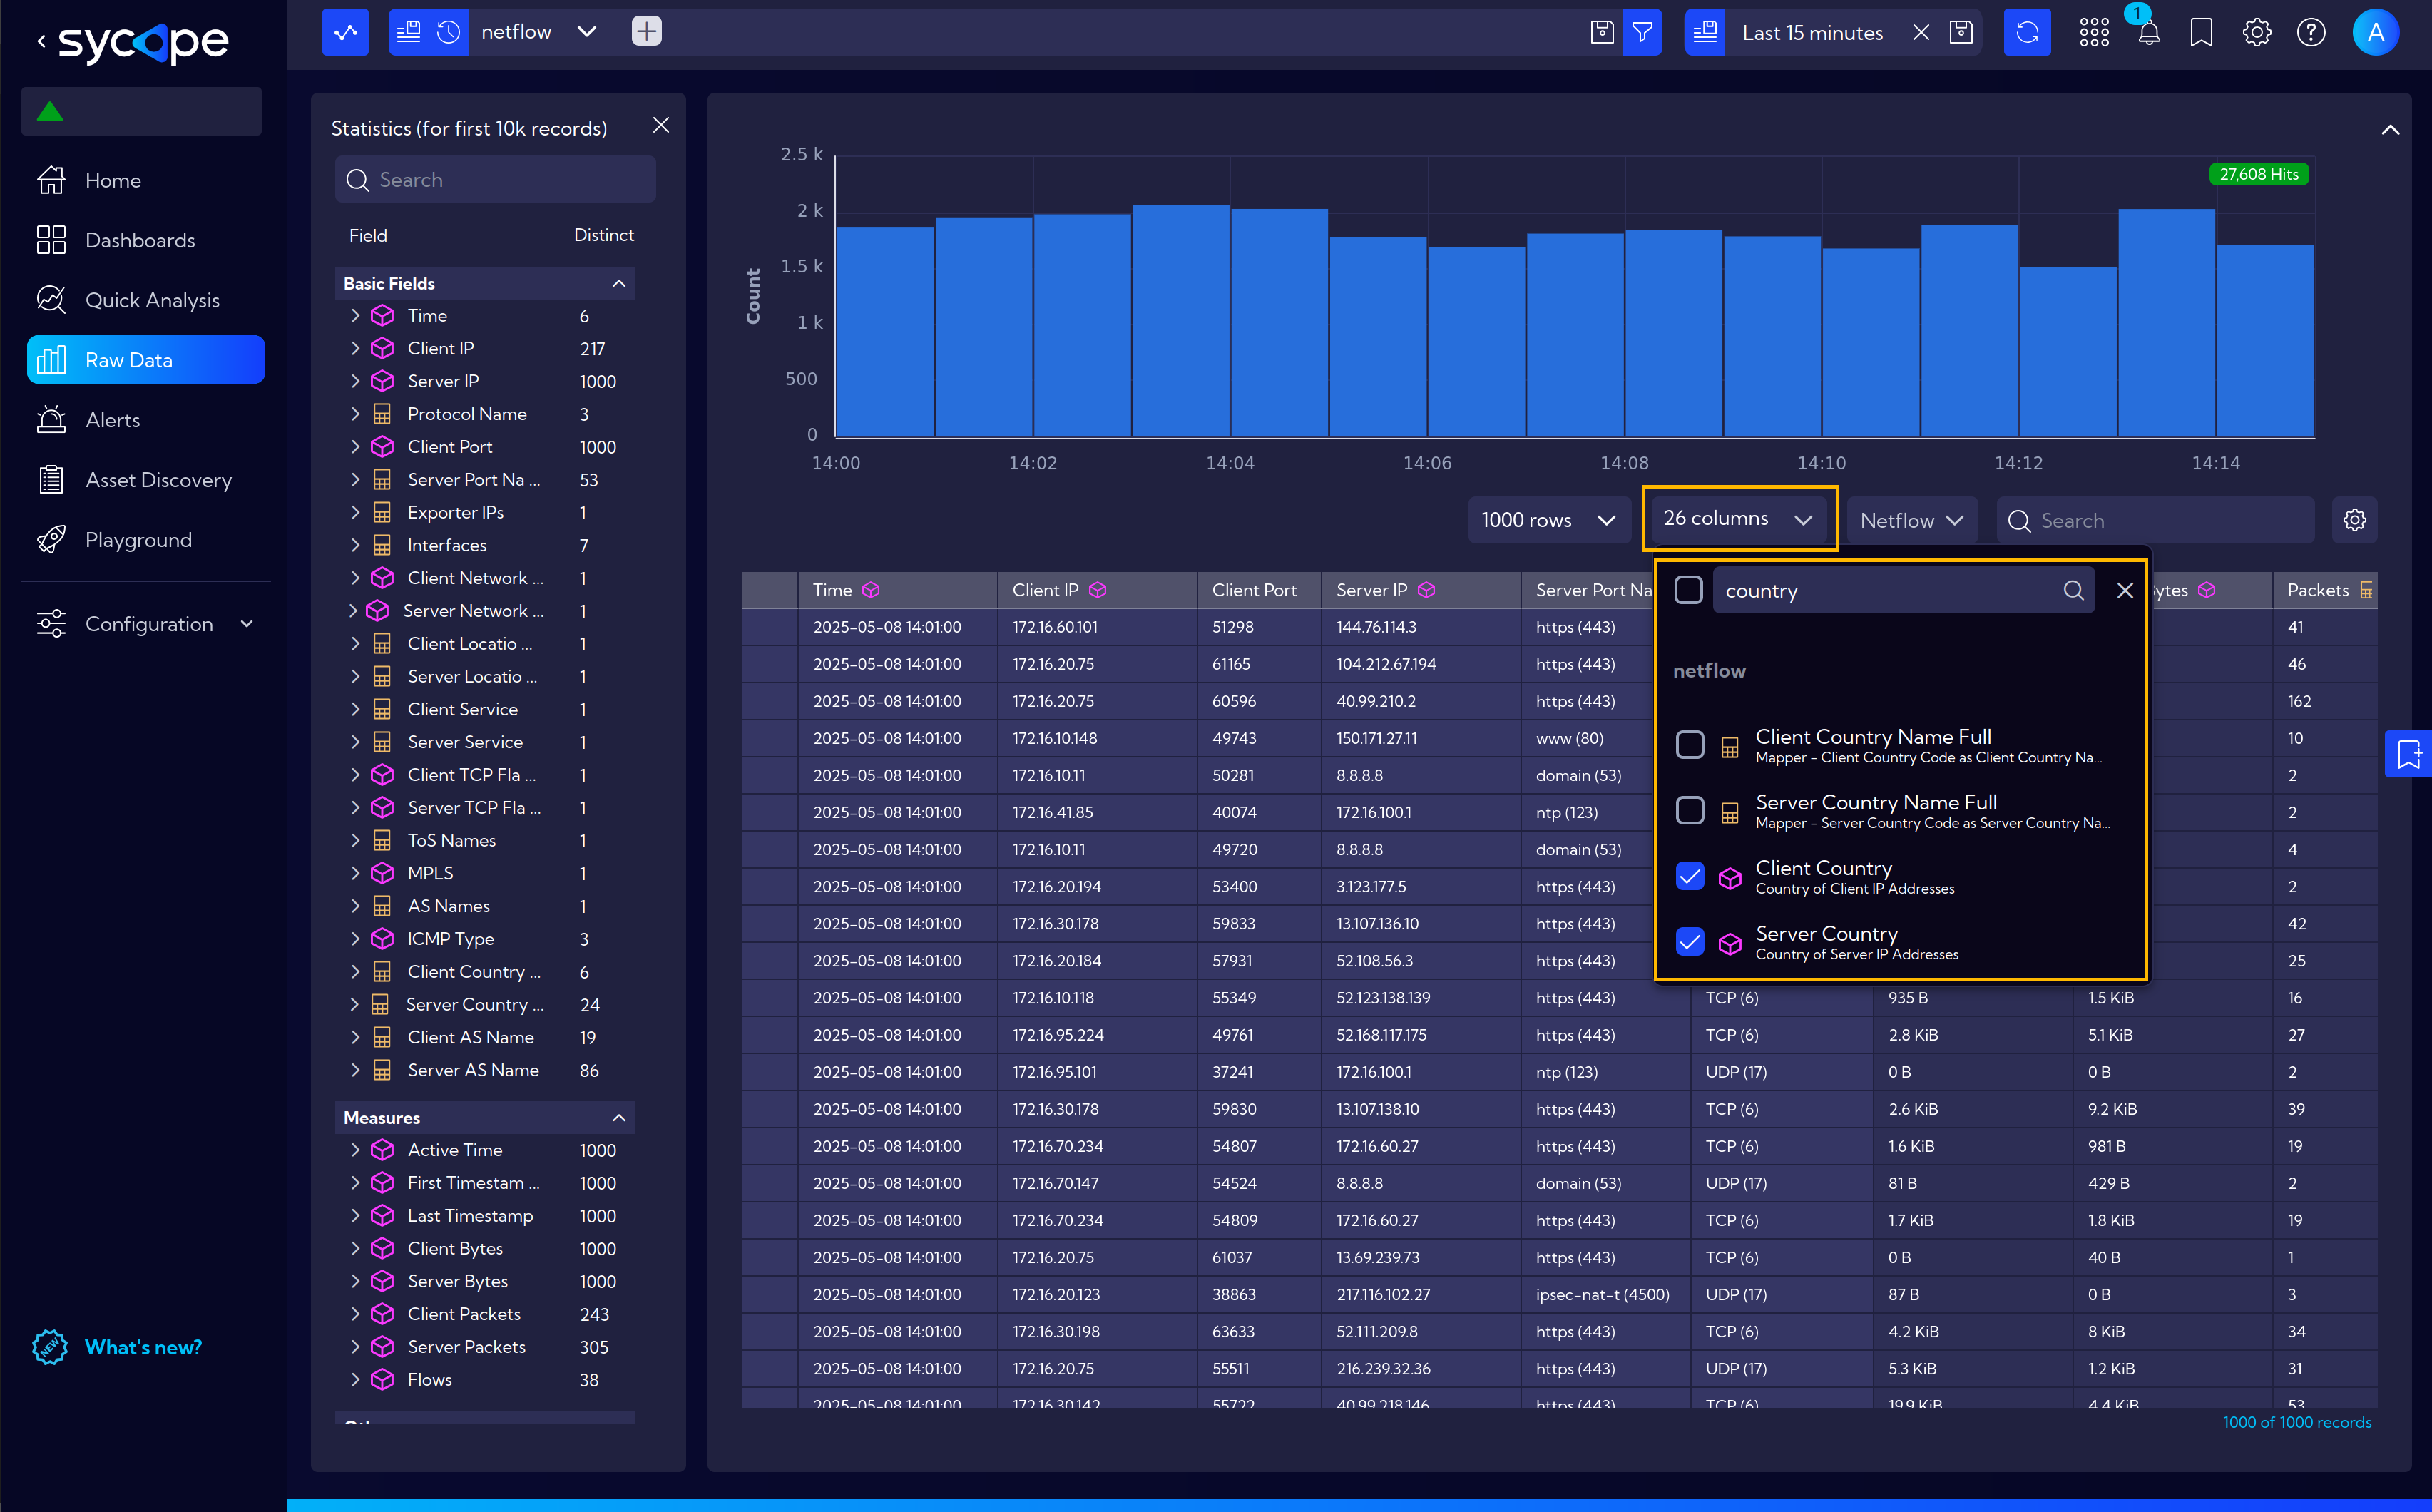 sycope
netflow
Last 15 minutes
1
A
Home
Dashboards
Quick Analysis
Raw Data
Alerts
Asset Discovery
Playground
Configuration
NEW
What's new?
Statistics (for first 10k records)
Search
Field Distinct
Basic Fields
Time 6
Client IP 217
Server IP 1000
Protocol Name 3
Client Port 1000
Server Port Na ... 53
Exporter IPs 1
Interfaces 7
Client Network ... 1
Server Network ... 1
Client Locatio ... 1
Server Locatio ... 1
Client Service 1
Server Service 1
Client TCP Fla ... 1
Server TCP Fla ... 1
ToS Names 1
MPLS 1
AS Names 1
ICMP Type 3
Client Country ... 6
Server Country ... 24
Client AS Name 19
Server AS Name 86
Measures
Active Time 1000
First Timestam ... 1000
Last Timestamp 1000
Client Bytes 1000
Server Bytes 1000
Client Packets 243
Server Packets 305
Flows 38
27,608 Hits
Count
2.5 k
2 k
1.5 k
1 k
500
0
14:00 14:02 14:04 14:06 14:08 14:10 14:12 14:14
1000 rows 26 columns Netflow Search
country
netflow
Client Country Name Full
Mapper - Client Country Code as Client Country Na...
Server Country Name Full
Mapper - Server Country Code as Server Country Na...
Client Country
Country of Client IP Addresses
Server Country
Country of Server IP Addresses
Time Client IP Client Port Server IP Server Port Na ytes Packets
2025-05-08 14:01:00 172.16.60.101 51298 144.76.114.3 https (443) 41
2025-05-08 14:01:00 172.16.20.75 61165 104.212.67.194 https (443) 46
2025-05-08 14:01:00 172.16.20.75 60596 40.99.210.2 https (443) 162
2025-05-08 14:01:00 172.16.10.148 49743 150.171.27.11 www (80) 10
2025-05-08 14:01:00 172.16.10.11 50281 8.8.8.8 domain (53) 2
2025-05-08 14:01:00 172.16.41.85 40074 172.16.100.1 ntp (123) 2
2025-05-08 14:01:00 172.16.10.11 49720 8.8.8.8 domain (53) 4
2025-05-08 14:01:00 172.16.20.194 53400 3.123.177.5 https (443) 2
2025-05-08 14:01:00 172.16.30.178 59833 13.107.136.10 https (443) 42
2025-05-08 14:01:00 172.16.20.184 57931 52.108.56.3 https (443) 25
2025-05-08 14:01:00 172.16.10.118 55349 52.123.138.139 https (443) TCP (6) 935 B 1.5 KiB 16
2025-05-08 14:01:00 172.16.95.224 49761 52.168.117.175 https (443) TCP (6) 2.8 KiB 5.1 KiB 27
2025-05-08 14:01:00 172.16.95.101 37241 172.16.100.1 ntp (123) UDP (17) 0 B 0 B 2
2025-05-08 14:01:00 172.16.30.178 59830 13.107.138.10 https (443) TCP (6) 2.6 KiB 9.2 KiB 39
2025-05-08 14:01:00 172.16.70.234 54807 172.16.60.27 https (443) TCP (6) 1.6 KiB 981 B 19
2025-05-08 14:01:00 172.16.70.147 54524 8.8.8.8 domain (53) UDP (17) 81 B 429 B 2
2025-05-08 14:01:00 172.16.70.234 54809 172.16.60.27 https (443) TCP (6) 1.7 KiB 1.8 KiB 19
2025-05-08 14:01:00 172.16.20.75 61037 13.69.239.73 https (443) TCP (6) 0 B 40 B 1
2025-05-08 14:01:00 172.16.20.123 38863 217.116.102.27 ipsec-nat-t (4500) UDP (17) 87 B 0 B 3
2025-05-08 14:01:00 172.16.30.198 63633 52.111.209.8 https (443) TCP (6) 4.2 KiB 8 KiB 34
2025-05-08 14:01:00 172.16.20.75 55511 216.239.32.36 https (443) UDP (17) 5.3 KiB 1.2 KiB 31
2025-05-08 14:01:00 172.16.30.142 55722 40.99.218.146 https (443) TCP (6) 19.9 KiB 4.4 KiB 53
1000 of 1000 records